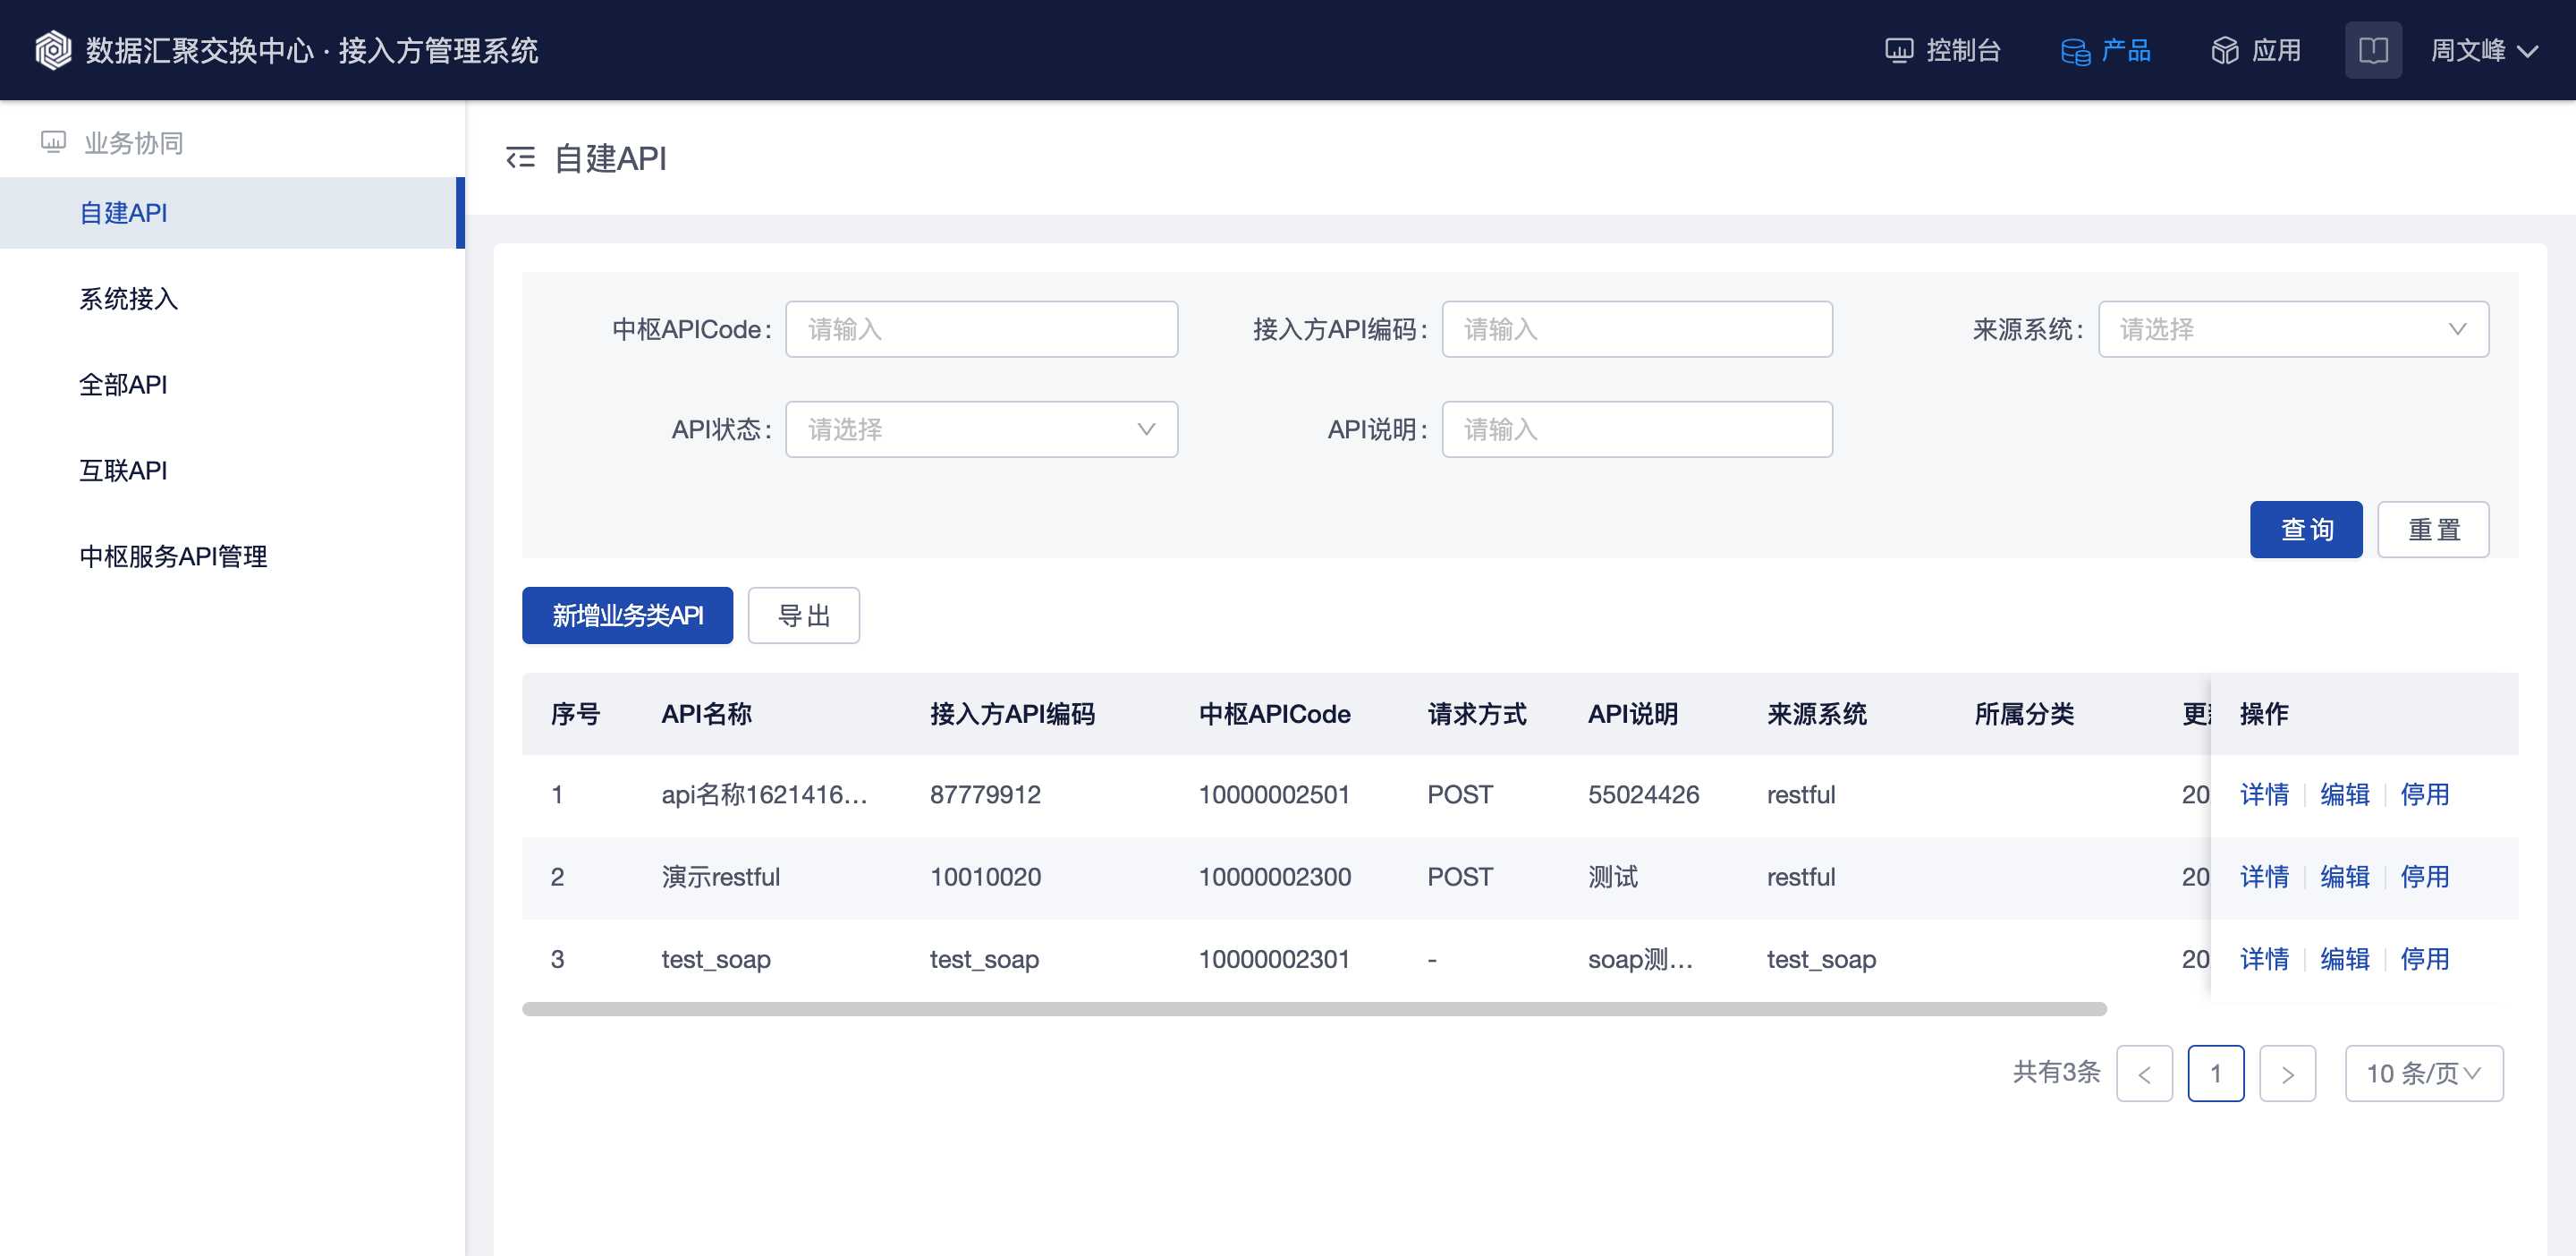 数据汇聚交换中心 · 接入方管理系统 控制台 产品 应用 周文峰
业务协同
自建API
系统接入
全部API
互联API
中枢服务API管理
自建API
中枢APICode: 请输入 接入方API编码: 请输入 来源系统: 请选择
API状态: 请选择 API说明: 请输入
查 询 重 置
新增业务类API 导 出
序号 API名称 接入方API编码 中枢APICode 请求方式 API说明 来源系统 所属分类 操作
1 api名称1621416... 87779912 10000002501 POST 55024426 restful 20 详情 编辑 停用
2 演示restful 10010020 10000002300 POST 测试 restful 20 详情 编辑 停用
3 test_soap test_soap 10000002301 - soap测... test_soap 20 详情 编辑 停用
共有3条 < 1 > 10 条/页